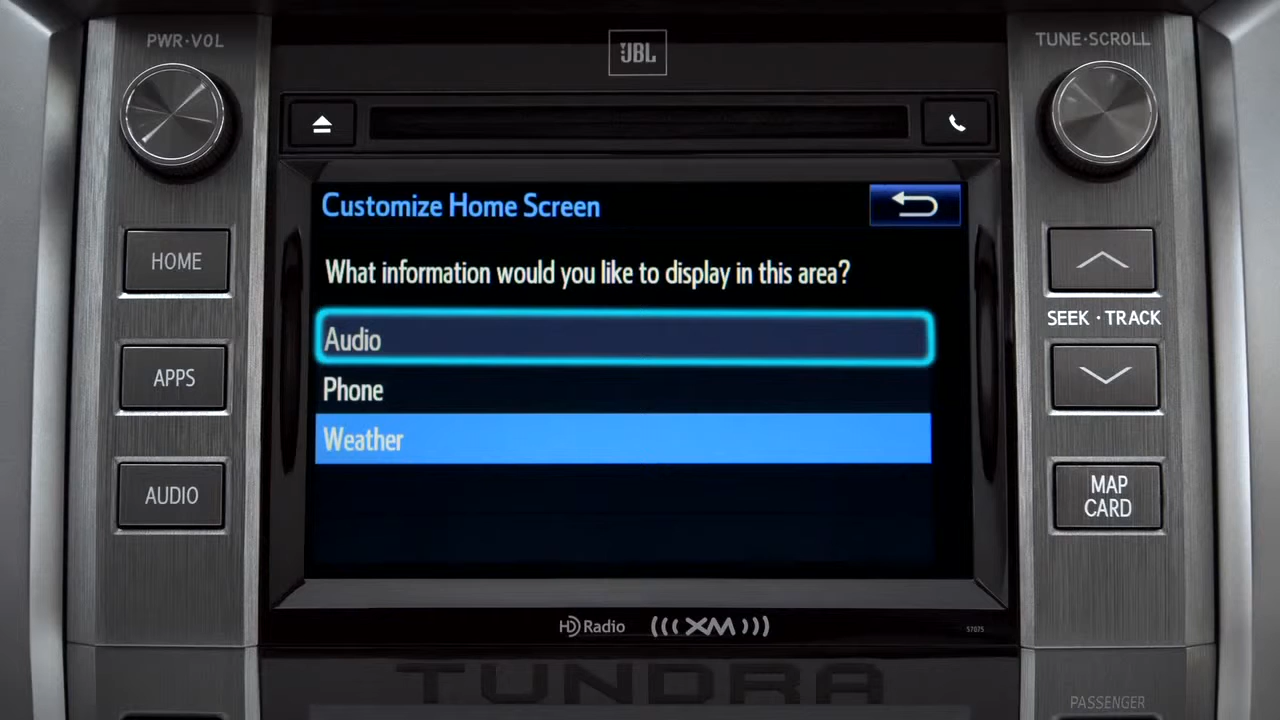 PWR·VOL
JBL
TUNE·SCROLL
Customize Home Screen
HOME
What information would you like to display in this area?
SEEK · TRACK
Audio
APPS
Phone
Weather
AUDIO
MAP
CARD
HD Radio
((( XM )))
57075
TUNDRA
PASSENGER